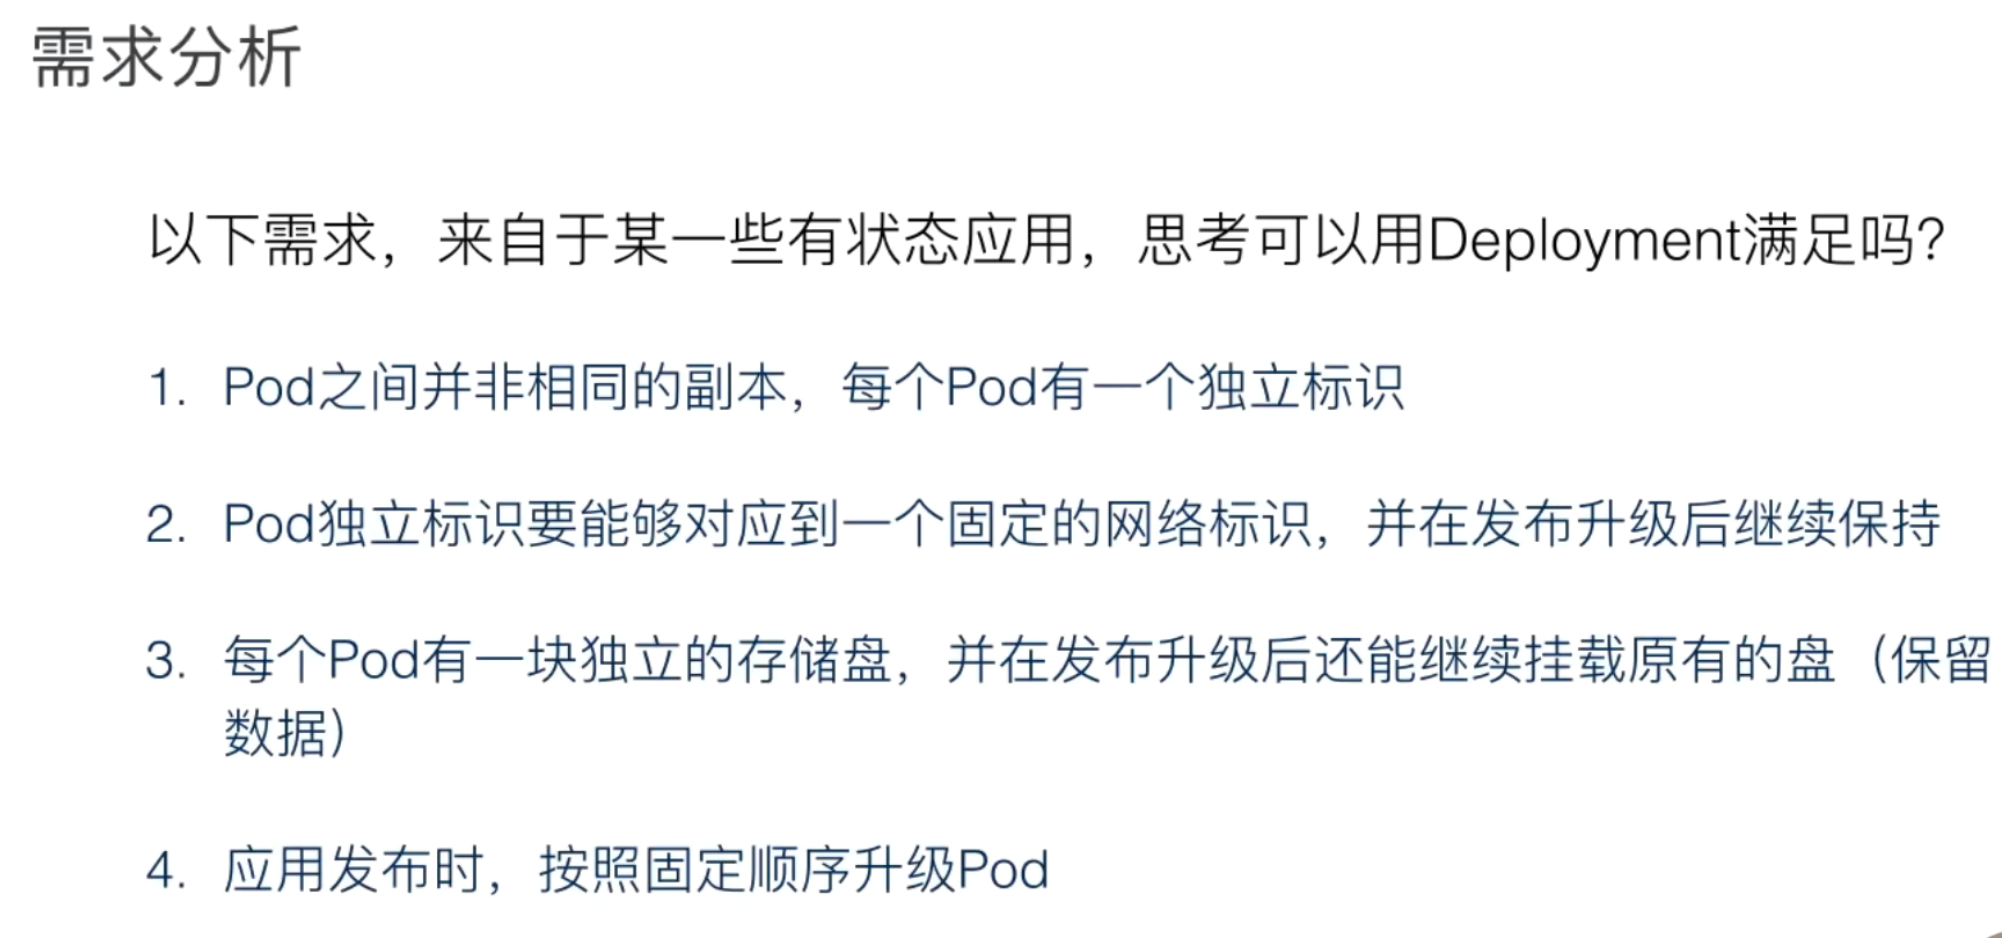 需求分析
以下需求，来自于某一些有状态应用，思考可以用Deployment满足吗？
1. Pod之间并非相同的副本，每个Pod有一个独立标识
2. Pod独立标识要能够对应到一个固定的网络标识，并在发布升级后继续保持
3. 每个Pod有一块独立的存储盘，并在发布升级后还能继续挂载原有的盘（保留
数据）
4. 应用发布时，按照固定顺序升级Pod